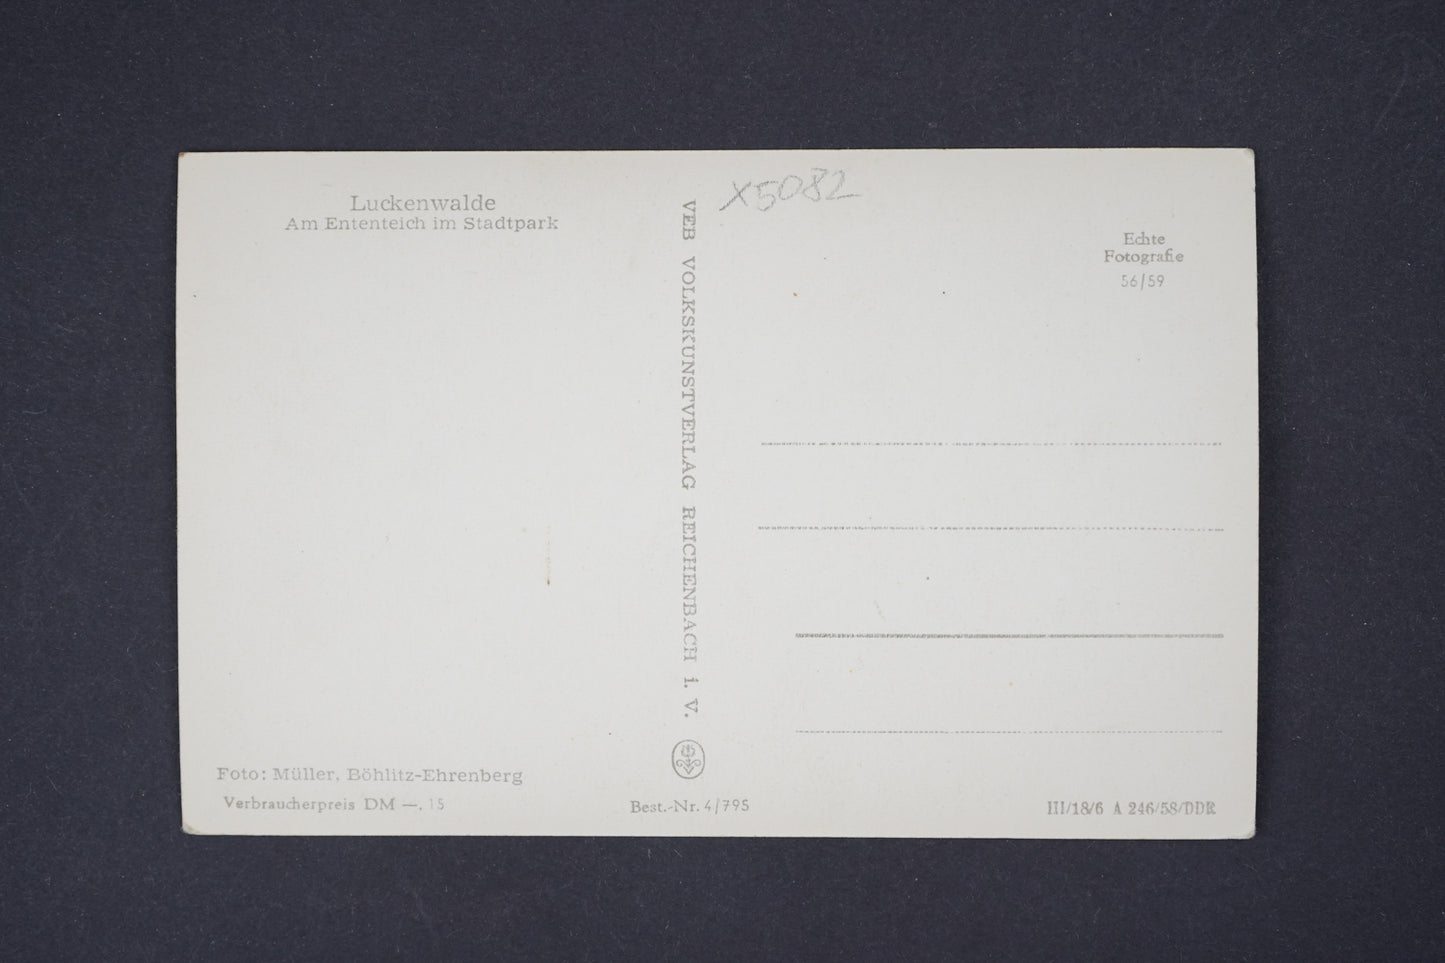 Luckenwalde
Am Ententeich im Stadtpark
VEB VOLKSKUNSTVERLAG REICHENBACH i. V.
X5082
Echte
Fotografie
56/59
Foto: Müller, Böhlitz-Ehrenberg
Verbraucherpreis DM —. 15
Best.-Nr. 4/795
III/18/6 A 246/58/DDR